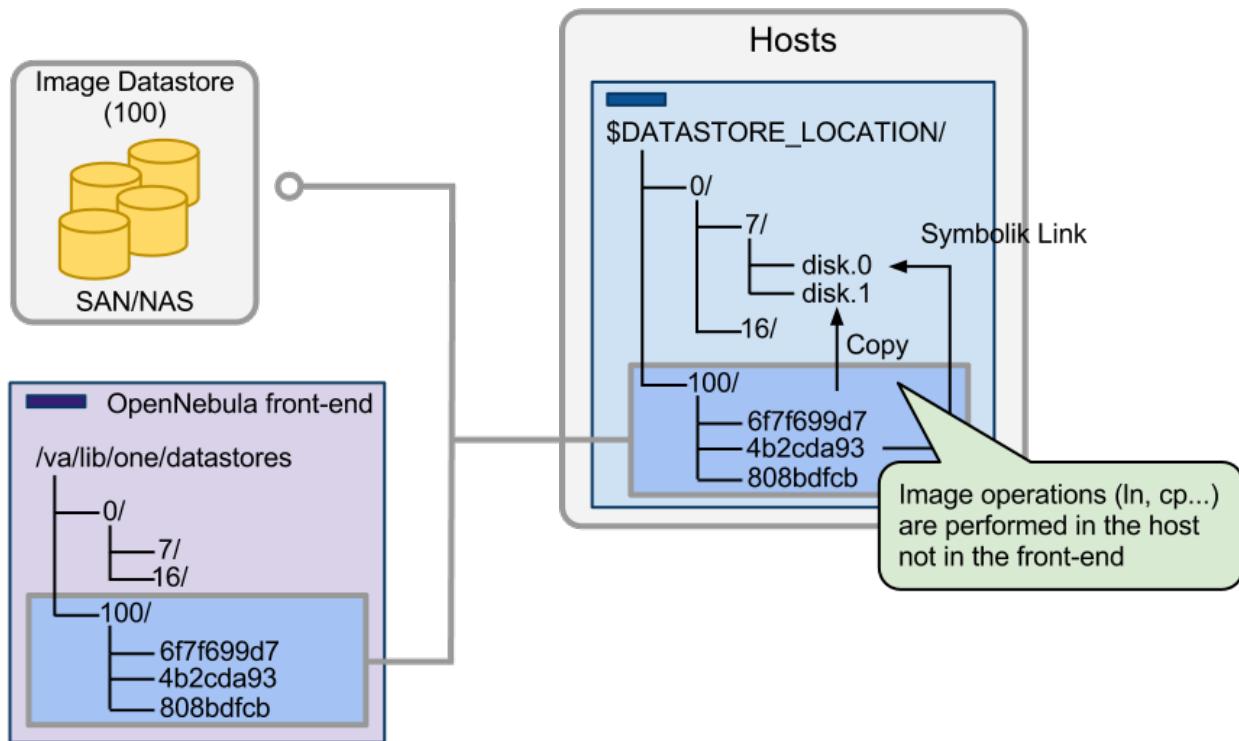 Image Datastore
(100)
SAN/NAS
OpenNebula front-end
/va/lib/one/datastores
0/
7/
16/
100/
6f7f699d7
4b2cda93
808bdfcb
Hosts
$DATASTORE_LOCATION/
0/
7/
Symbolik Link
disk.0
disk.1
16/
Copy
100/
6f7f699d7
4b2cda93
808bdfcb
Image operations (ln, cp...)
are performed in the host
not in the front-end